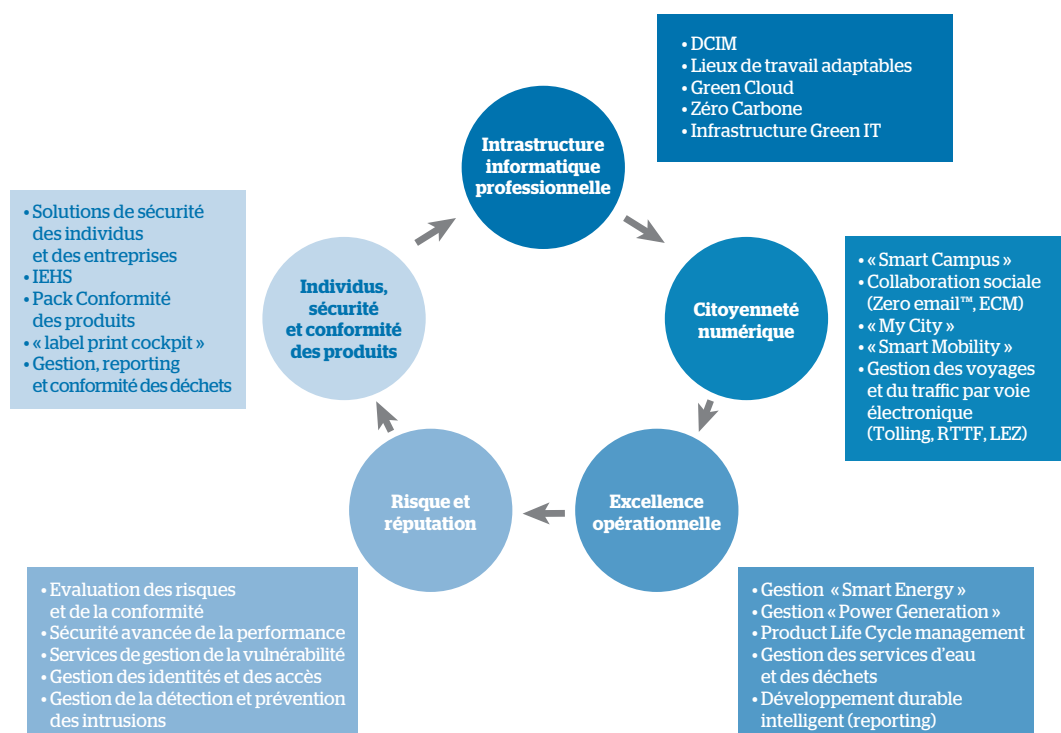 • DCIM
• Lieux de travail adaptables
• Green Cloud
• Zéro Carbone
• Infrastructure Green IT
Intrastructure
informatique
professionnelle
• Solutions de sécurité
des individus
et des entreprises
• IEHS
• Pack Conformité
des produits
• « label print cockpit »
• Gestion, reporting
et conformité des déchets
Individus,
sécurité
et conformité
des produits
Citoyenneté
numérique
• « Smart Campus »
• Collaboration sociale
(Zero email™, ECM)
• « My City »
• « Smart Mobility »
• Gestion des voyages
et du traffic par voie
électronique
(Tolling, RTTF, LEZ)
Risque et
réputation
Excellence
opérationnelle
• Evaluation des risques
et de la conformité
• Sécurité avancée de la performance
• Services de gestion de la vulnérabilité
• Gestion des identités et des accès
• Gestion de la détection et prévention
des intrusions
• Gestion « Smart Energy »
• Gestion « Power Generation »
• Product Life Cycle management
• Gestion des services d'eau
et des déchets
• Développement durable
intelligent (reporting)